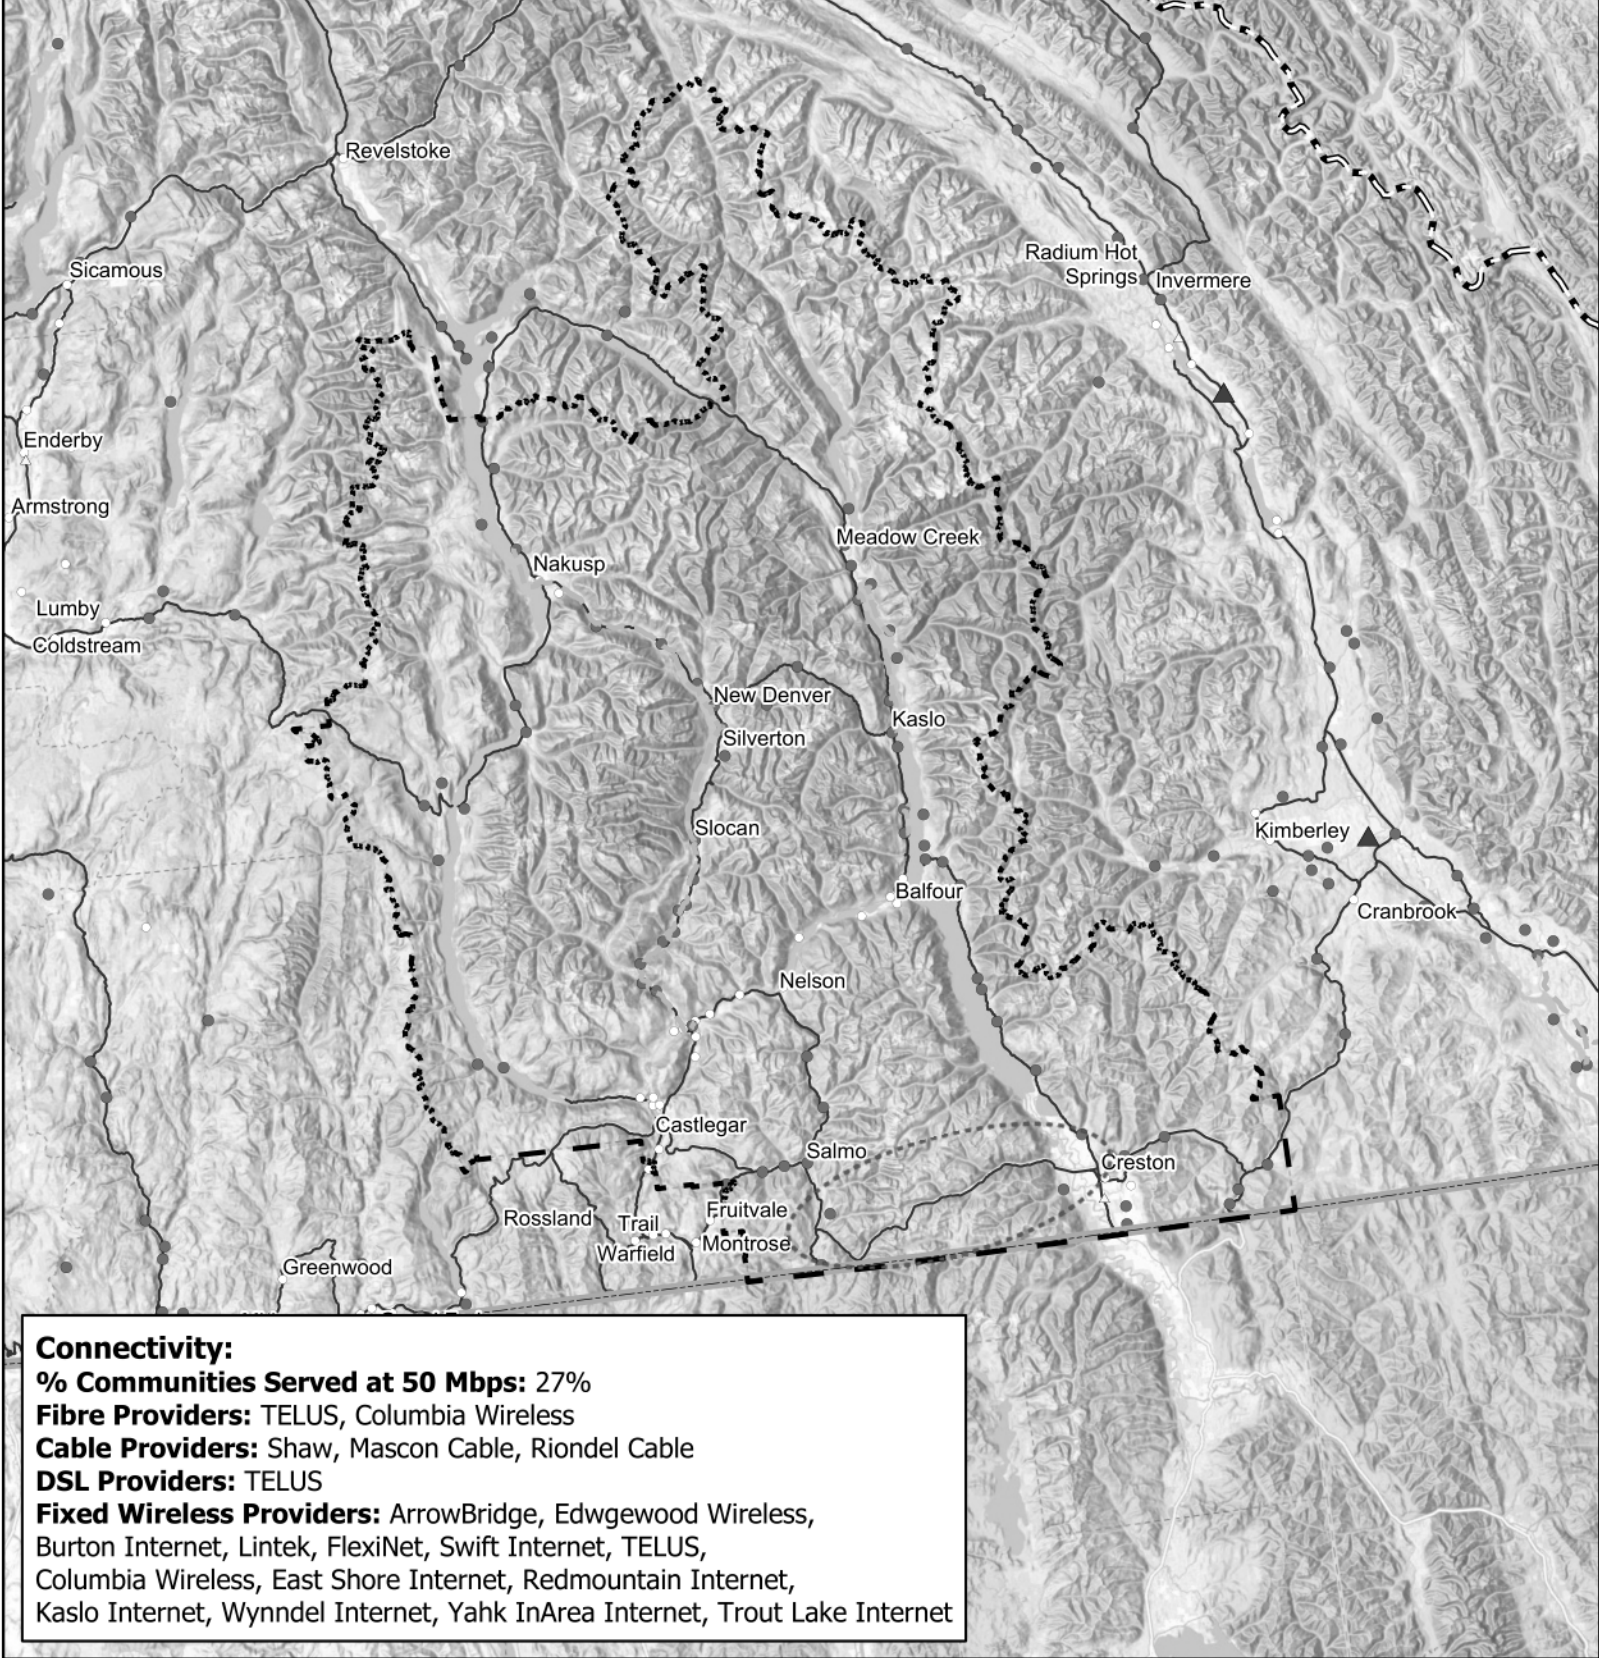 Revelstoke
Sicamous
Radium Hot
Springs
Invermere
Enderby
Armstrong
Meadow Creek
Nakusp
Lumby
Coldstream
New Denver
Kaslo
Silverton
Slocan
Kimberley
Balfour
Cranbrook
Nelson
Castlegar
Salmo
Creston
Rossland
Trail
Fruitvale
Warfield
Montrose
Greenwood
Connectivity:
% Communities Served at 50 Mbps: 27%
Fibre Providers: TELUS, Columbia Wireless
Cable Providers: Shaw, Mascon Cable, Riondel Cable
DSL Providers: TELUS
Fixed Wireless Providers: ArrowBridge, Edwgewood Wireless,
Burton Internet, Lintek, FlexiNet, Swift Internet, TELUS,
Columbia Wireless, East Shore Internet, Redmountain Internet,
Kaslo Internet, Wynndel Internet, Yahk InArea Internet, Trout Lake Internet